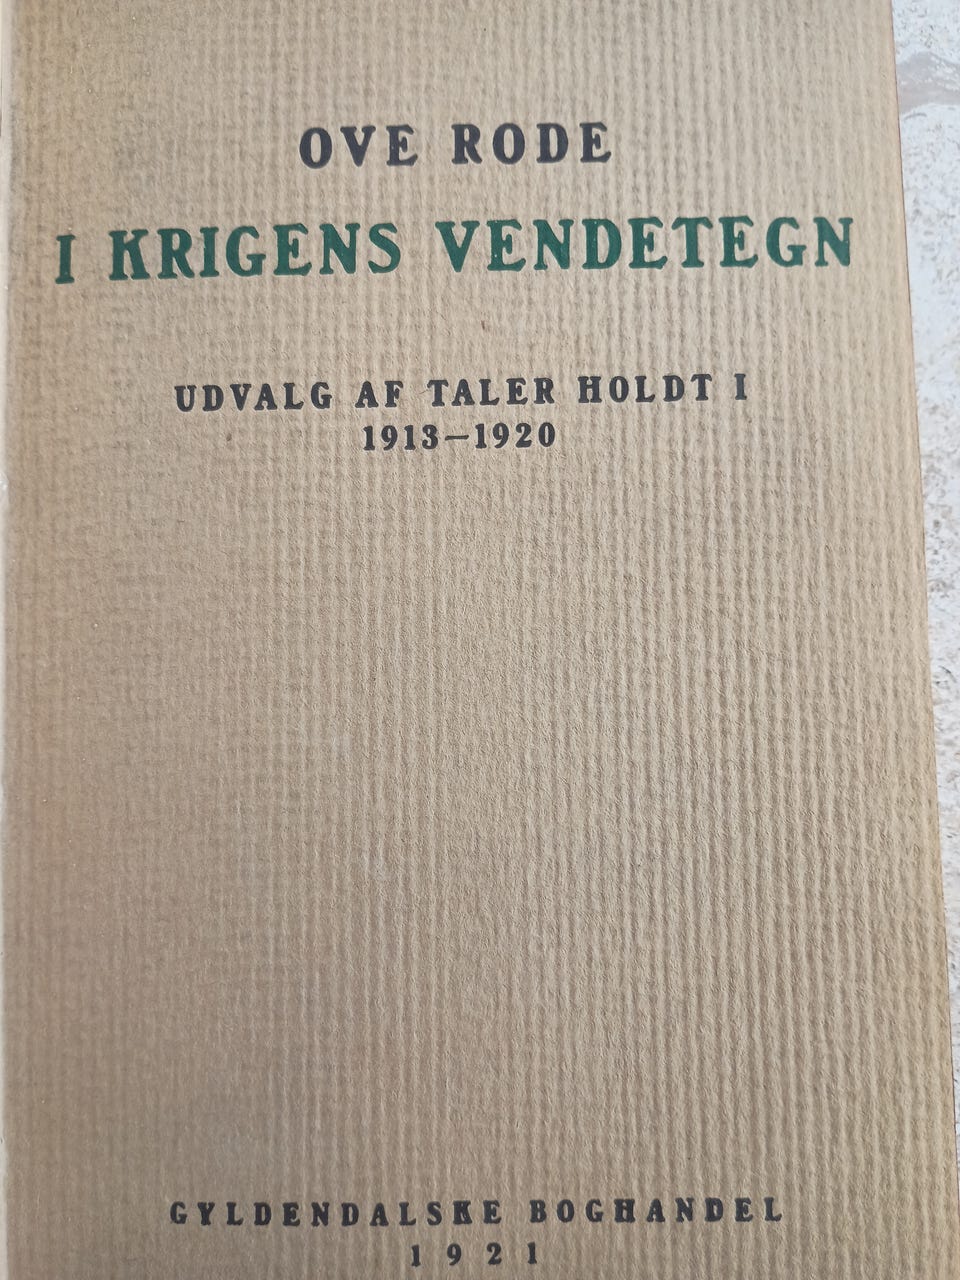 OVE RODE
I KRIGENS VENDETEGN
UDVALG AF TALER HOLDT I
1913–1920
GYLDENDALSKE BOGHANDEL
1921